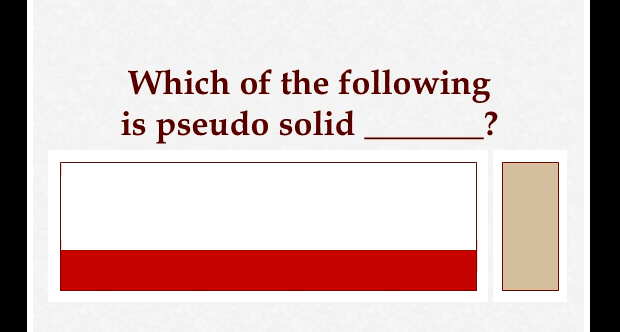 Which of the following
is pseudo solid _______?